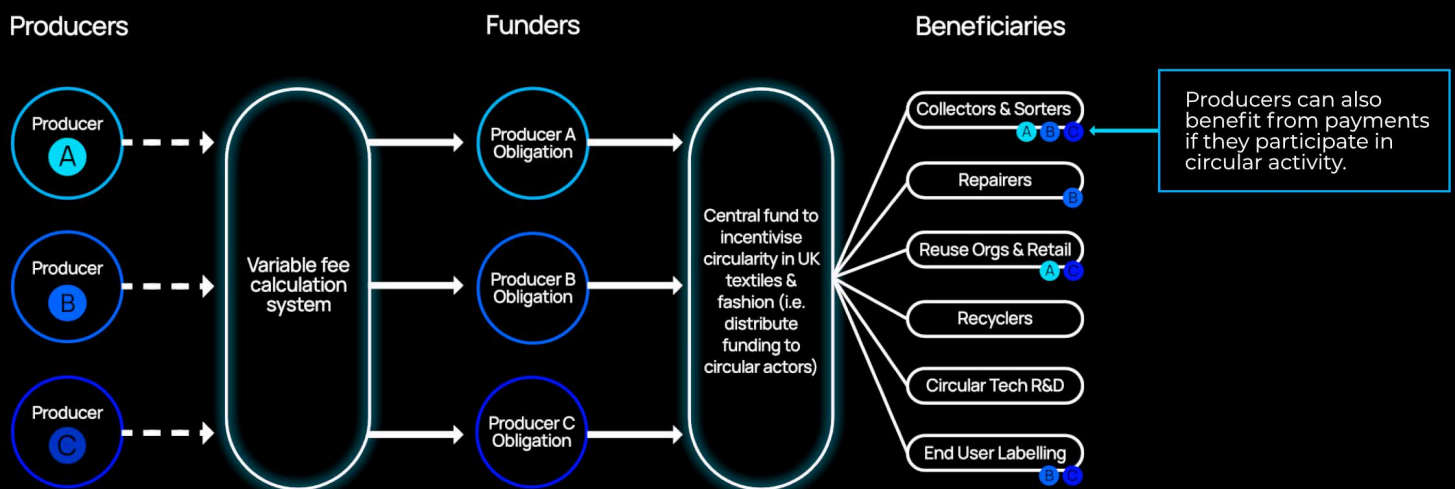 Producers
Funders
Beneficiaries
Producer
A
Producer
B
Producer
C
Variable fee
calculation
system
Producer A
Obligation
Producer B
Obligation
Producer C
Obligation
Central fund to
incentivise
circularity in UK
textiles &
fashion (i.e.
distribute
funding to
circular actors)
Collectors & Sorters
A B C
Repairers
B
Reuse Orgs & Retail
A C
Recyclers
Circular Tech R&D
End User Labelling
B C
Producers can also
benefit from payments
if they participate in
circular activity.